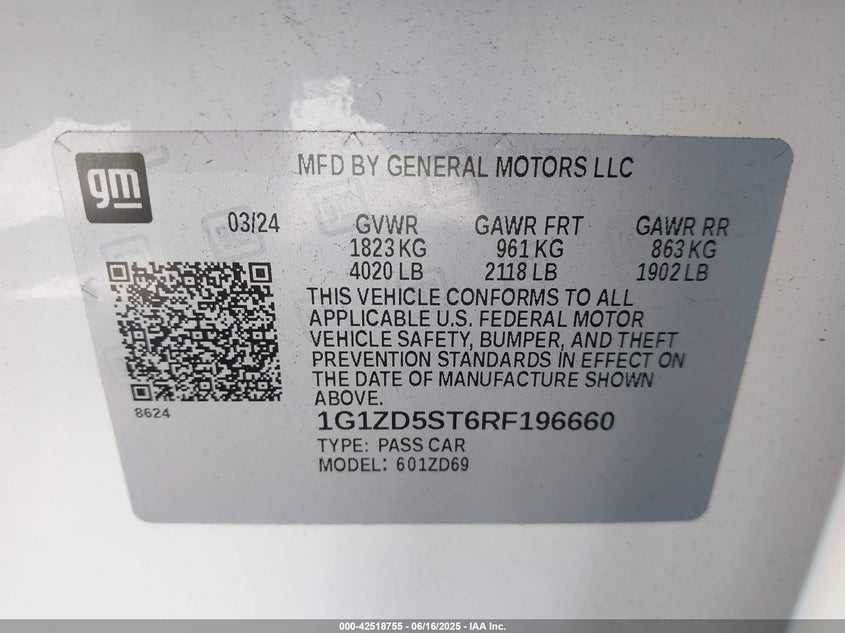 gm
MFD BY GENERAL MOTORS LLC
03/24 GVWR GAWR FRT GAWR RR
1823 KG 961 KG 863 KG
4020 LB 2118 LB 1902 LB
THIS VEHICLE CONFORMS TO ALL
APPLICABLE U.S. FEDERAL MOTOR
VEHICLE SAFETY, BUMPER, AND THEFT
PREVENTION STANDARDS IN EFFECT ON
THE DATE OF MANUFACTURE SHOWN
ABOVE.
8624
1G1ZD5ST6RF196660
TYPE: PASS CAR
MODEL: 601ZD69
000-42518755 - 06/16/2025 - IAA Inc.